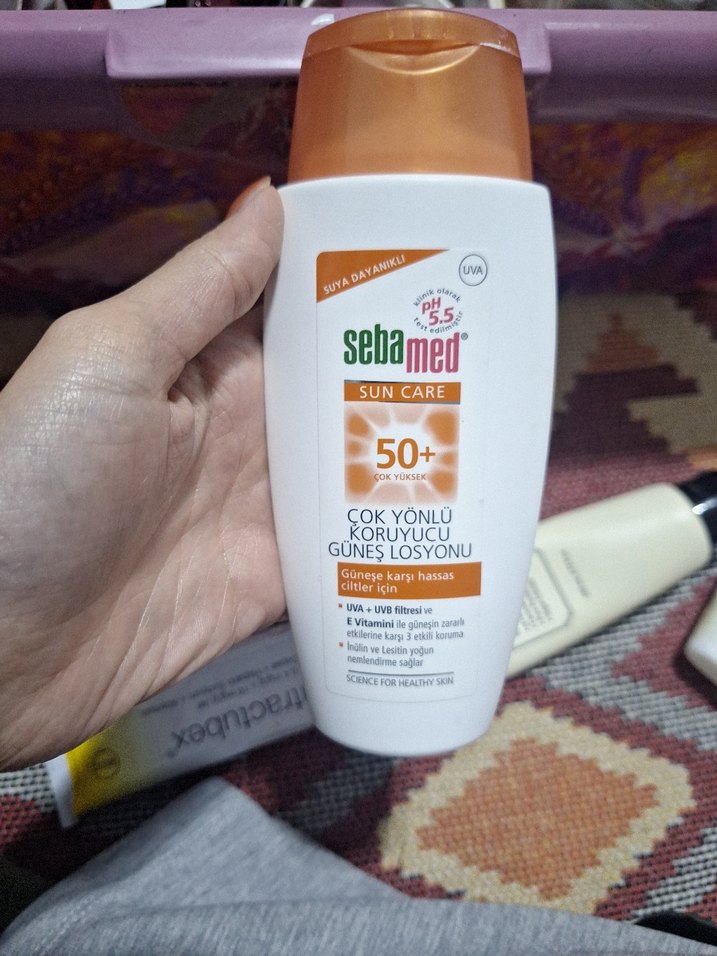 SUYA DAYANIKLI
UVA
klinik olarak
pH
5.5
test edilmiştir
sebamed®
SUN CARE
50+
ÇOK YÜKSEK
ÇOK YÖNLÜ
KORUYUCU
GÜNEŞ LOSYONU
Güneşe karşı hassas
ciltler için
UVA + UVB filtresi ve
E Vitamini ile güneşin zararlı
etkilerine karşı 3 etkili koruma
İnülin ve Lesitin yoğun
nemlendirme sağlar
SCIENCE FOR HEALTHY SKIN
tractubex®